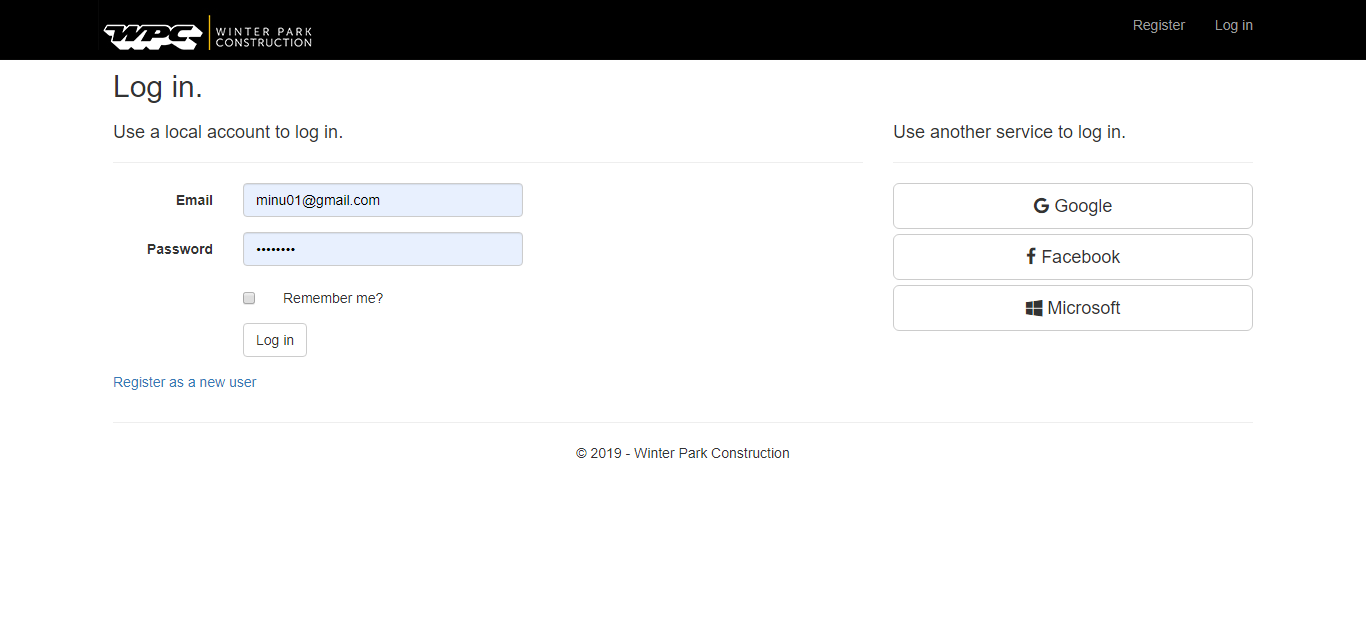 WPC WINTER PARK CONSTRUCTION
Register Log in
Log in.
Use a local account to log in.
Email minu01@gmail.com
Password ••••••••
Remember me?
Log in
Register as a new user
Use another service to log in.
Google
Facebook
Microsoft
© 2019 - Winter Park Construction